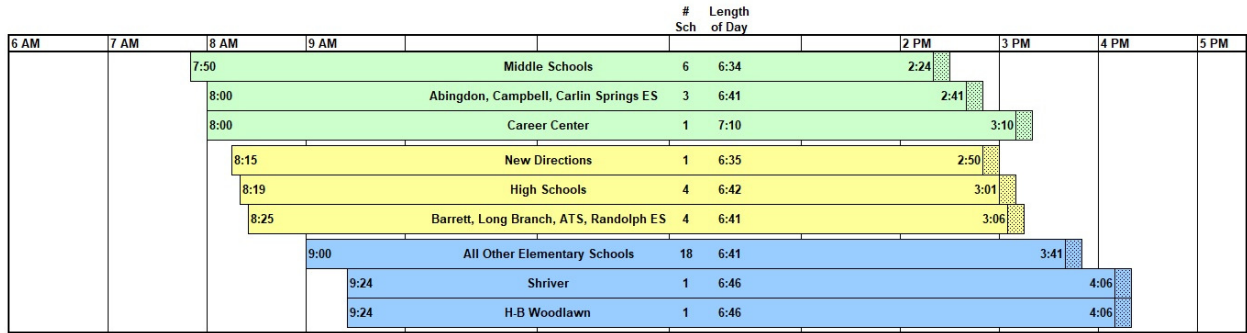 # Length
Sch of Day
6 AM 7 AM 8 AM 9 AM 2 PM 3 PM 4 PM 5 PM
7:50 Middle Schools 6 6:34 2:24
8:00 Abingdon, Campbell, Carlin Springs ES 3 6:41 2:41
8:00 Career Center 1 7:10 3:10
8:15 New Directions 1 6:35 2:50
8:19 High Schools 4 6:42 3:01
8:25 Barrett, Long Branch, ATS, Randolph ES 4 6:41 3:06
9:00 All Other Elementary Schools 18 6:41 3:41
9:24 Shriver 1 6:46 4:06
9:24 H-B Woodlawn 1 6:46 4:06